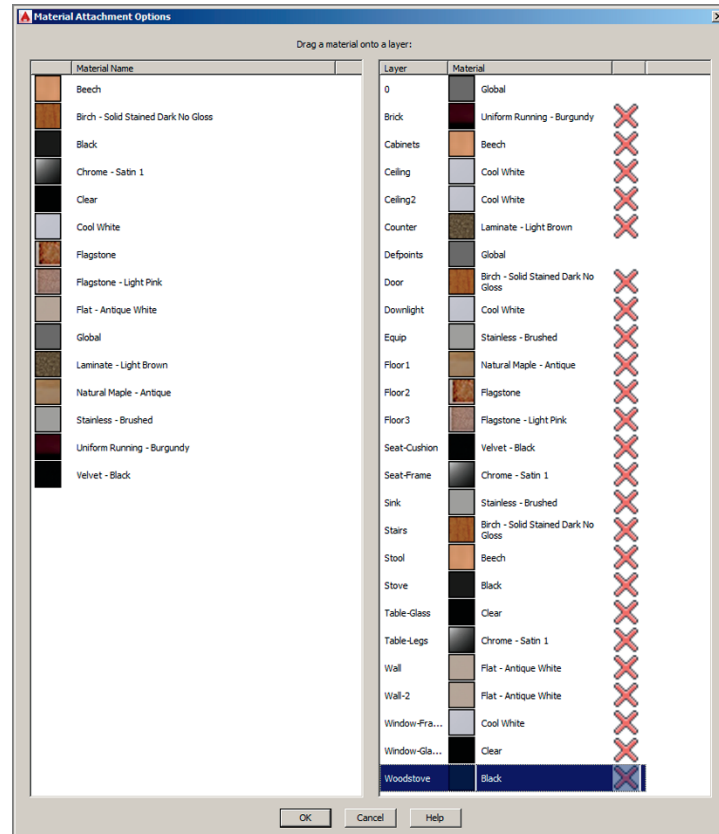 Material Attachment Options
Drag a material onto a layer:
Material Name
Beech
Birch - Solid Stained Dark No Gloss
Black
Chrome - Satin 1
Clear
Cool White
Flagstone
Flagstone - Light Pink
Flat - Antique White
Global
Laminate - Light Brown
Natural Maple - Antique
Stainless - Brushed
Uniform Running - Burgundy
Velvet - Black
Layer Material
0 Global
Brick Uniform Running - Burgundy
Cabinets Beech
Ceiling Cool White
Ceiling2 Cool White
Counter Laminate - Light Brown
Defpoints Global
Door Birch - Solid Stained Dark No
Gloss
Downlight Cool White
Equip Stainless - Brushed
Floor1 Natural Maple - Antique
Floor2 Flagstone
Floor3 Flagstone - Light Pink
Seat-Cushion Velvet - Black
Seat-Frame Chrome - Satin 1
Sink Stainless - Brushed
Stairs Birch - Solid Stained Dark No
Gloss
Stool Beech
Stove Black
Table-Glass Clear
Table-Legs Chrome - Satin 1
Wall Flat - Antique White
Wall-2 Flat - Antique White
Window-Fra... Cool White
Window-Gla... Clear
Woodstove Black
OK Cancel Help